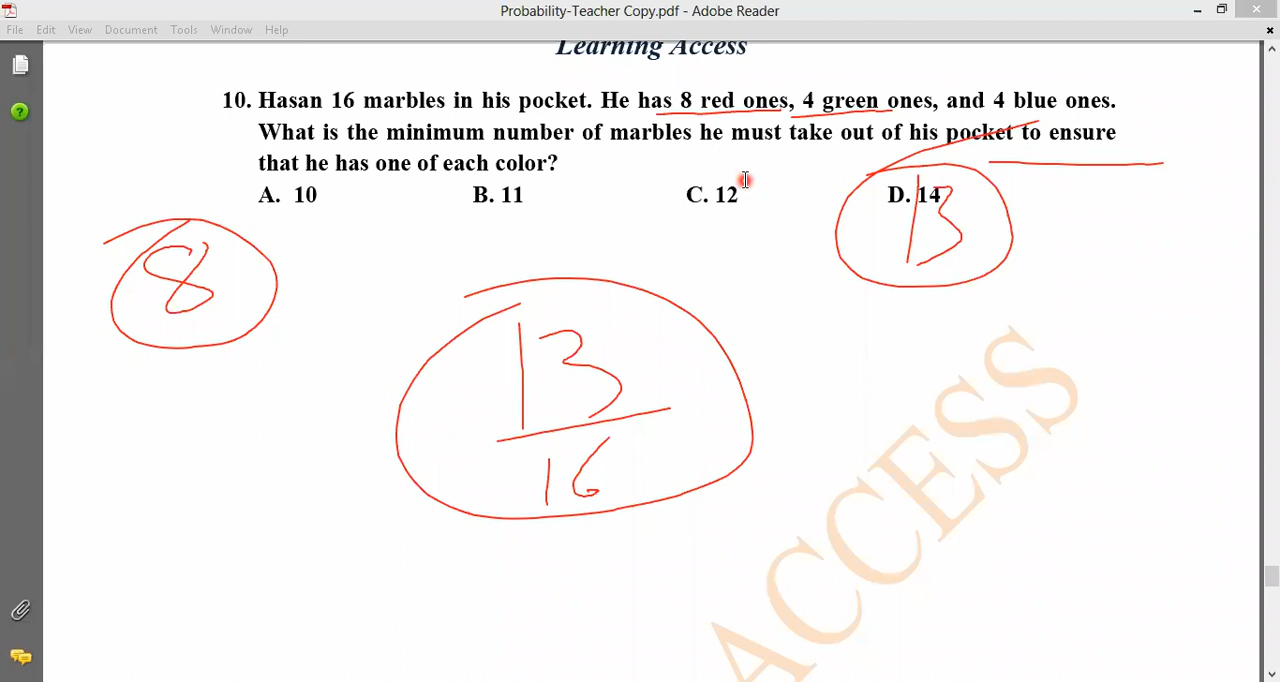 Probability-Teacher Copy.pdf - Adobe Reader
File Edit View Document Tools Window Help
Learning Access
10. Hasan 16 marbles in his pocket. He has 8 red ones, 4 green ones, and 4 blue ones.
What is the minimum number of marbles he must take out of his pocket to ensure
that he has one of each color?
A. 10 B. 11 C. 12 D. 14
13
8
13
16
ACCESS